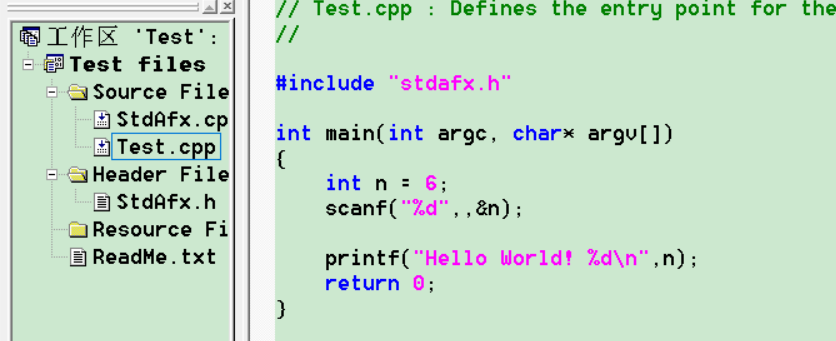 工作区 'Test':
Test files
Source File
StdAfx.cp
Test.cpp
Header File
StdAfx.h
Resource Fi
ReadMe.txt
// Test.cpp : Defines the entry point for the
//
#include "stdafx.h"
int main(int argc, char* argv[])
{
int n = 6;
scanf("%d",,&n);
printf("Hello World! %d\n",n);
return 0;
}